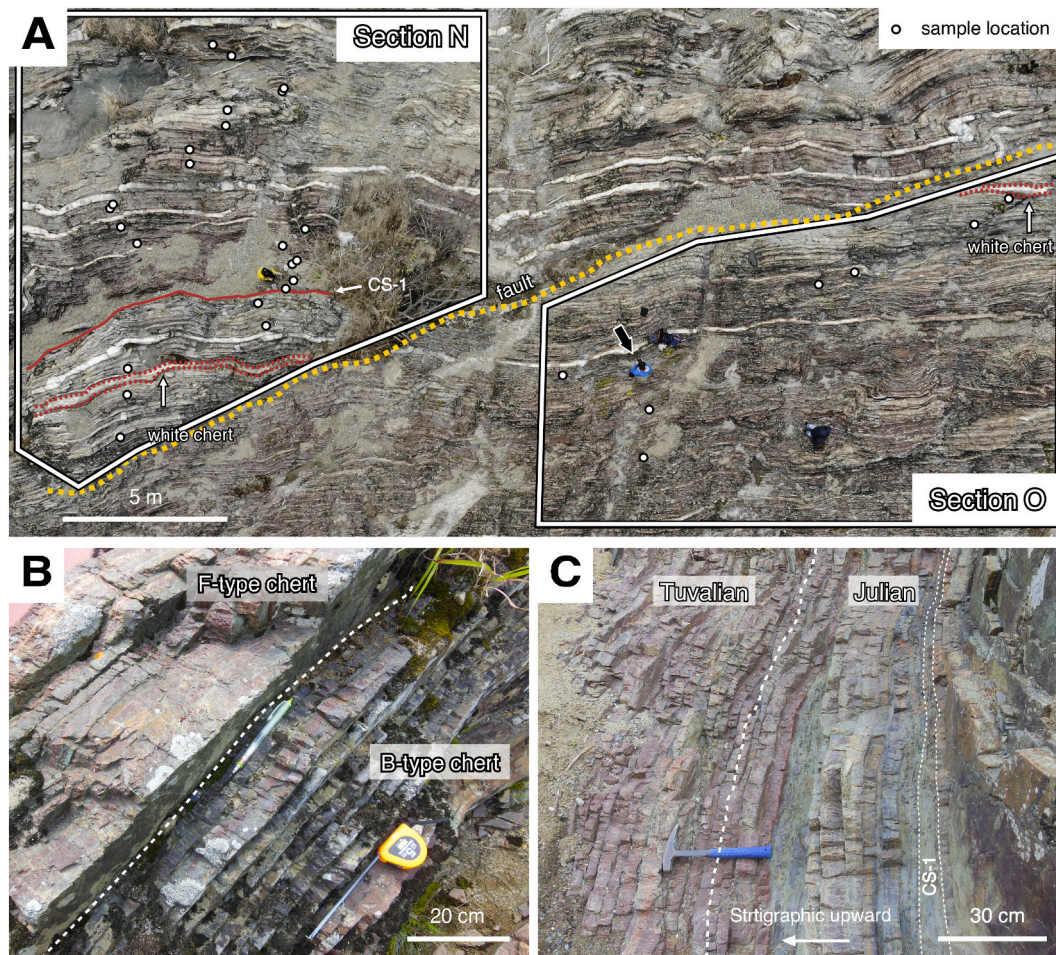 A
Section N
sample location
CS-1
fault
white chert
white chert
5 m
Section O
B
F-type chert
B-type chert
20 cm
C
Tuvalian
Julian
CS-1
Strtigraphic upward
30 cm